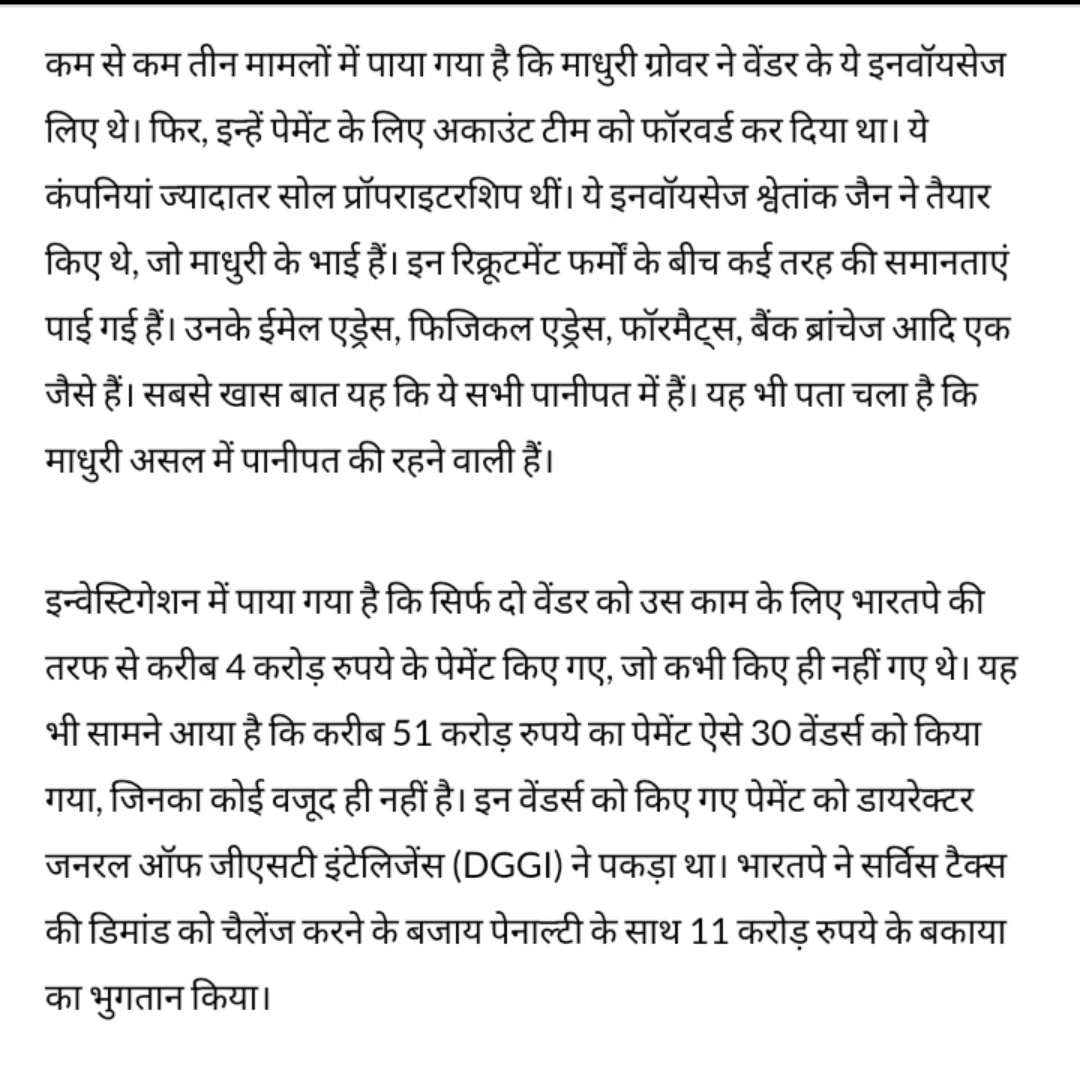 कम से कम तीन मामलों में पाया गया है कि माधुरी ग्रोवर ने वेंडर के ये इनवॉयसेज
लिए थे। फिर, इन्हें पेमेंट के लिए अकाउंट टीम को फॉरवर्ड कर दिया था। ये
कंपनियां ज्यादातर सोल प्रॉपराइटरशिप थीं। ये इनवॉयसेज श्वेतांक जैन ने तैयार
किए थे, जो माधुरी के भाई हैं। इन रिक्रूटमेंट फर्मों के बीच कई तरह की समानताएं
पाई गई हैं। उनके ईमेल एड्रेस, फिजिकल एड्रेस, फॉरमैट्स, बैंक ब्रांचेज आदि एक
जैसे हैं। सबसे खास बात यह कि ये सभी पानीपत में हैं। यह भी पता चला है कि
माधुरी असल में पानीपत की रहने वाली हैं।
इन्वेस्टिगेशन में पाया गया है कि सिर्फ दो वेंडर को उस काम के लिए भारतपे की
तरफ से करीब 4 करोड़ रुपये के पेमेंट किए गए, जो कभी किए ही नहीं गए थे। यह
भी सामने आया है कि करीब 51 करोड़ रुपये का पेमेंट ऐसे 30 वेंडर्स को किया
गया, जिनका कोई वजूद ही नहीं है। इन वेंडर्स को किए गए पेमेंट को डायरेक्टर
जनरल ऑफ जीएसटी इंटेलिजेंस (DGGI) ने पकड़ा था। भारतपे ने सर्विस टैक्स
की डिमांड को चैलेंज करने के बजाय पेनाल्टी के साथ 11 करोड़ रुपये के बकाया
का भुगतान किया।